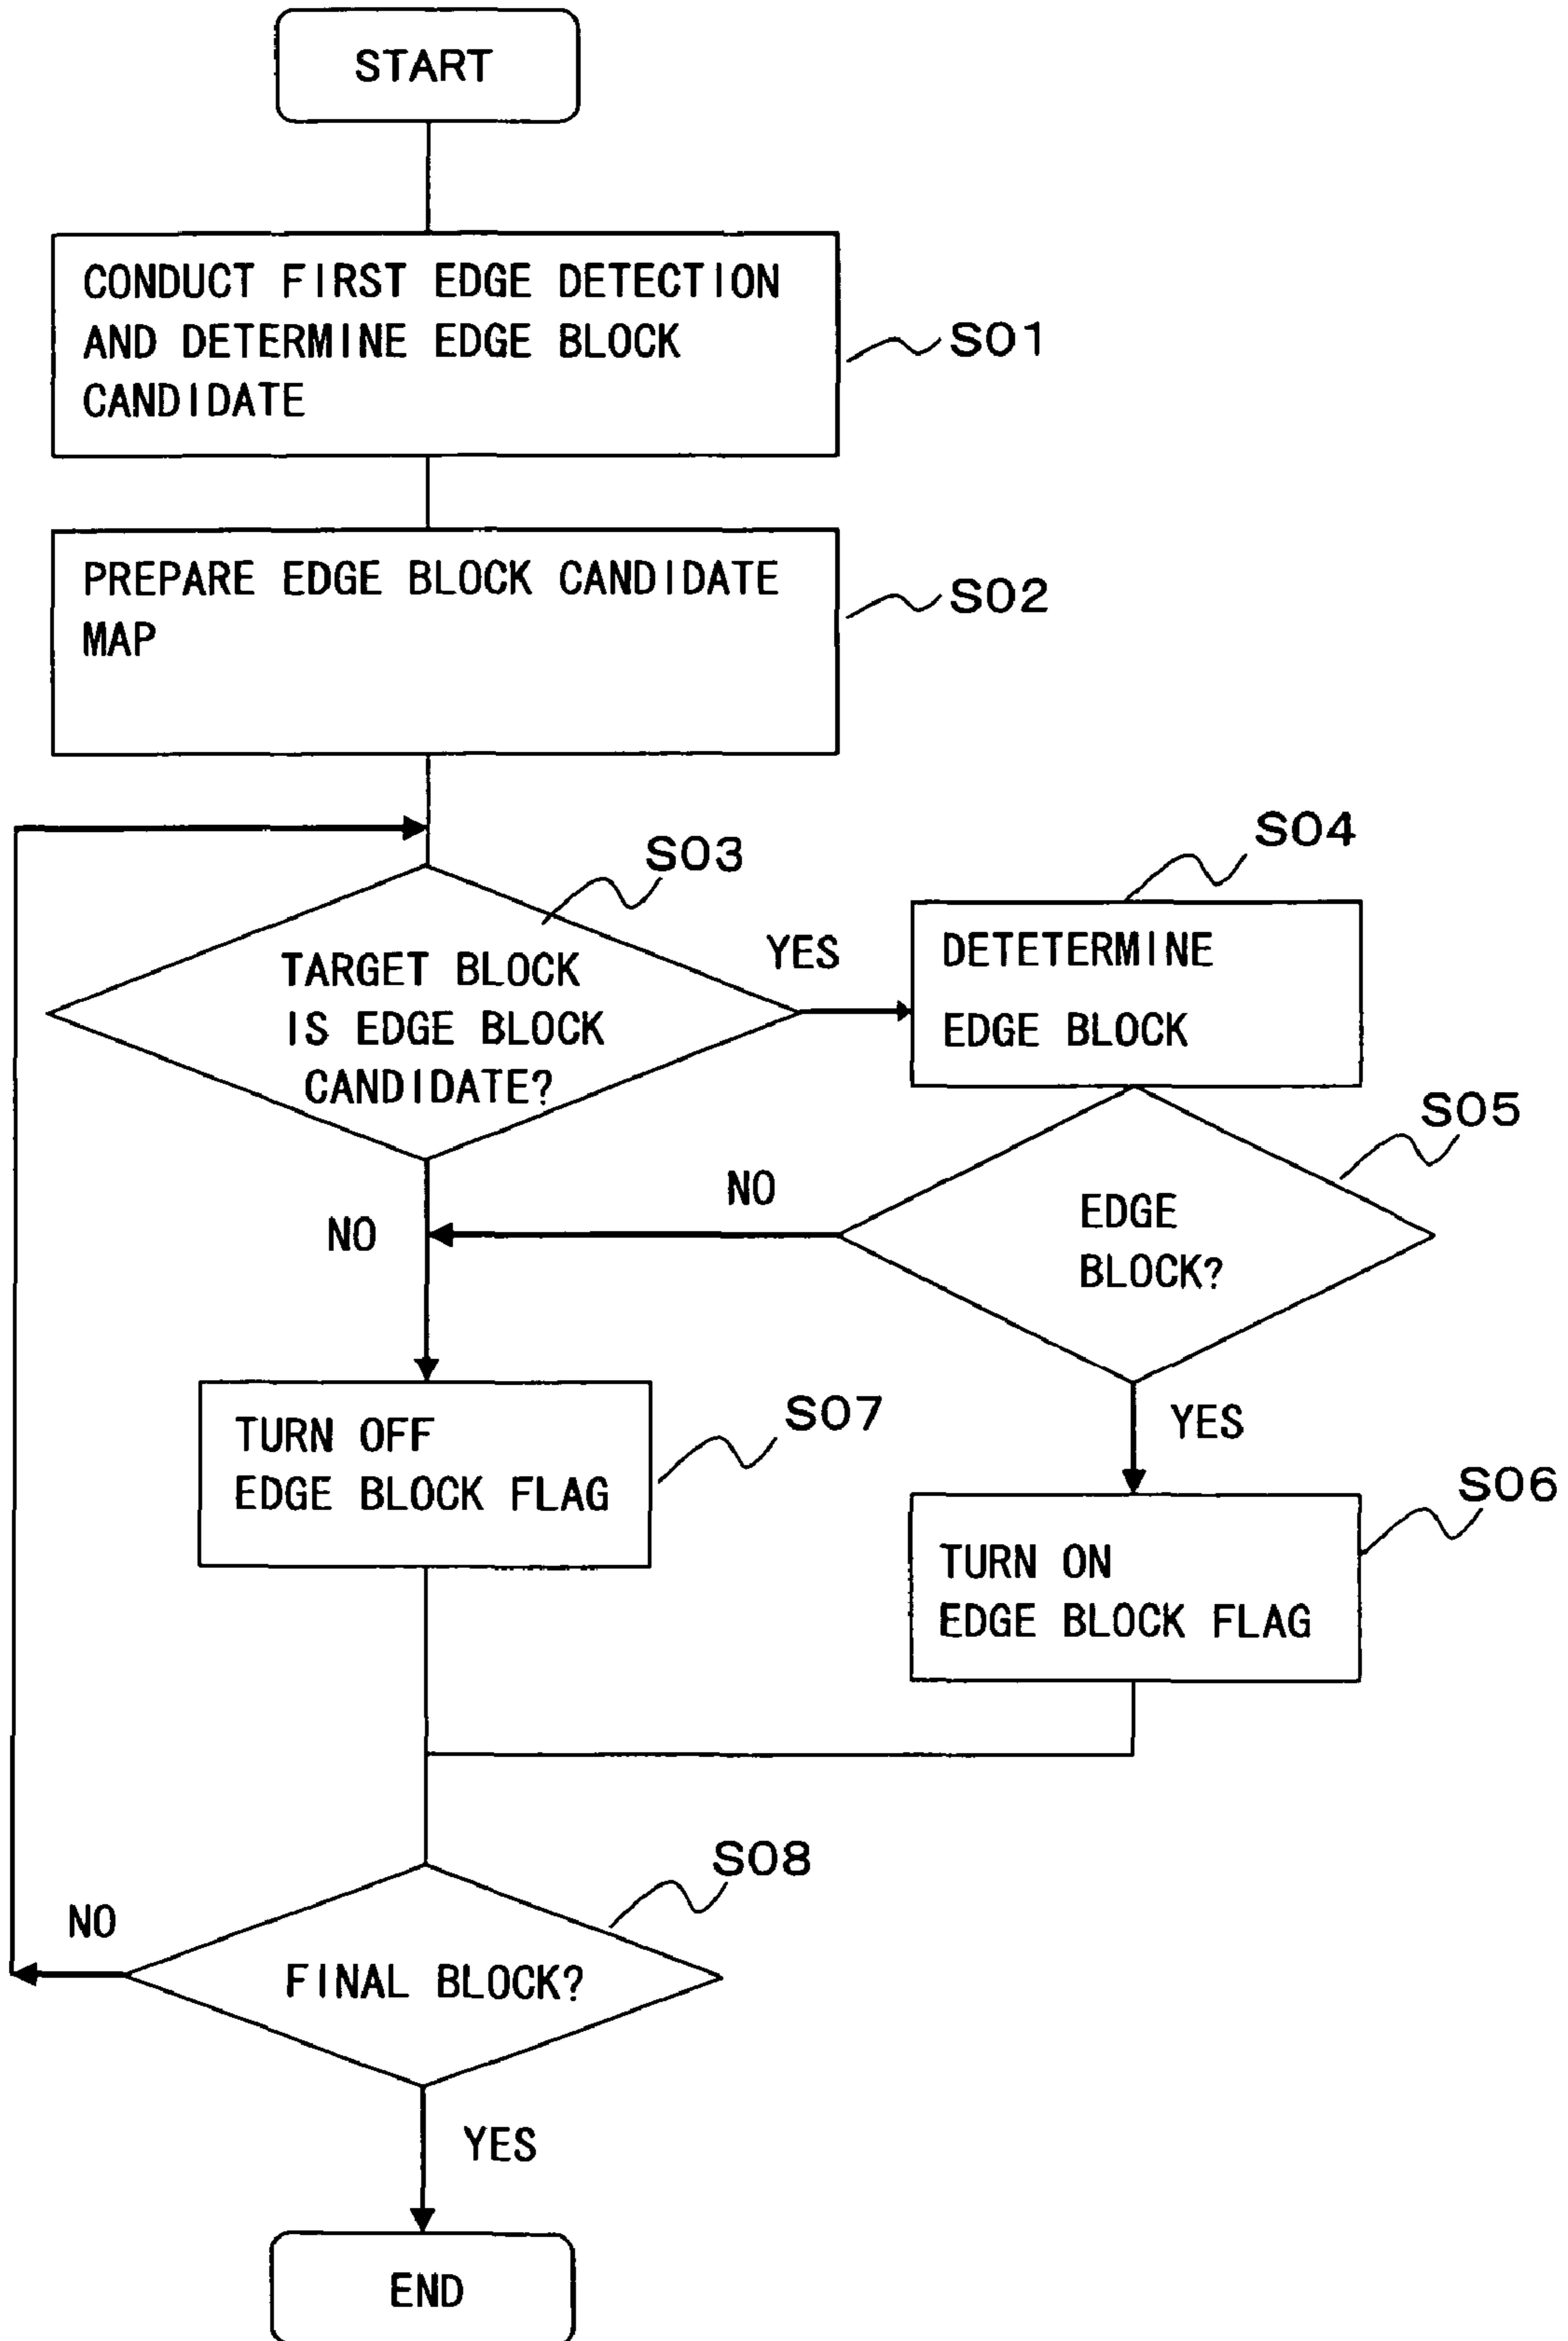 START
CONDUCT FIRST EDGE DETECTION
AND DETERMINE EDGE BLOCK
CANDIDATE
S01
PREPARE EDGE BLOCK CANDIDATE
MAP
S02
S03
TARGET BLOCK
IS EDGE BLOCK
CANDIDATE?
YES
S04
DETETERMINE
EDGE BLOCK
S05
EDGE
BLOCK?
NO
NO
YES
S07
TURN OFF
EDGE BLOCK FLAG
S06
TURN ON
EDGE BLOCK FLAG
S08
FINAL BLOCK?
NO
YES
END